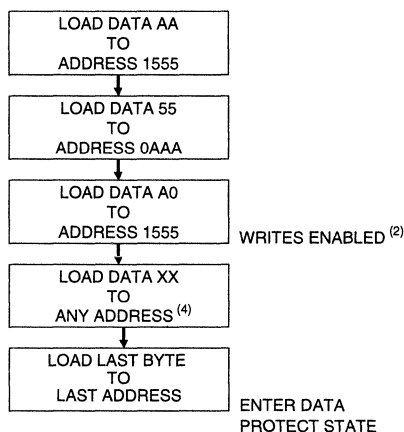 LOAD DATA AA
TO
ADDRESS 1555
LOAD DATA 55
TO
ADDRESS 0AAA
LOAD DATA A0
TO
ADDRESS 1555
WRITES ENABLED (2)
LOAD DATA XX
TO
ANY ADDRESS (4)
LOAD LAST BYTE
TO
LAST ADDRESS
ENTER DATA
PROTECT STATE